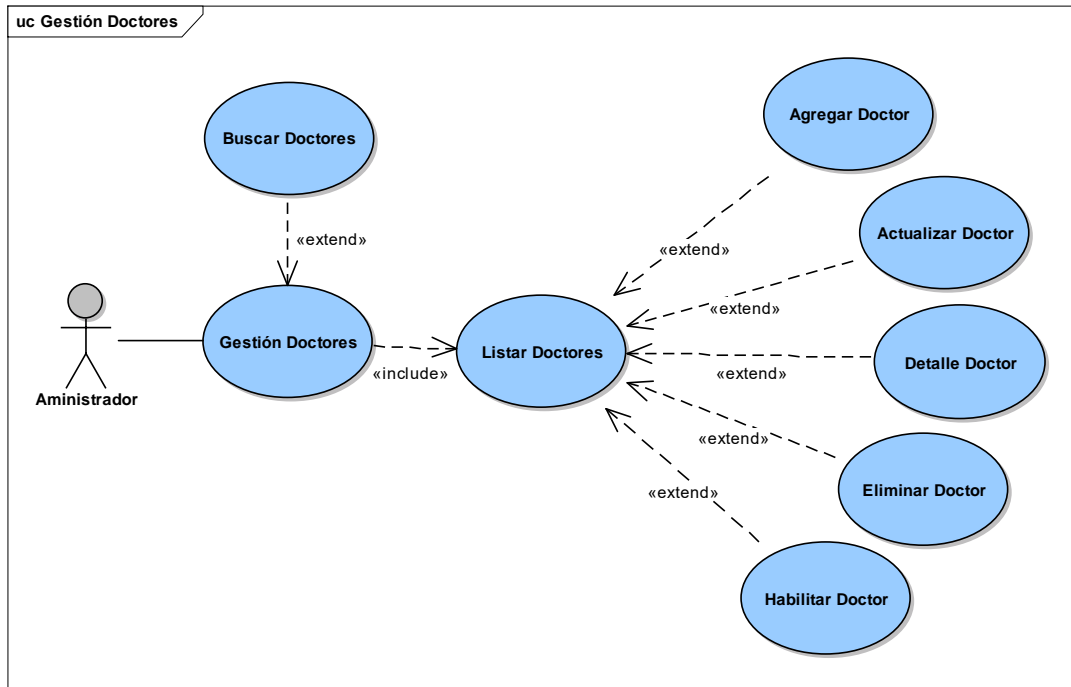 uc Gestión Doctores
Buscar Doctores
«extend»
Gestión Doctores
Aministrador
«include»
Listar Doctores
Agregar Doctor
«extend»
Actualizar Doctor
«extend»
Detalle Doctor
«extend»
Eliminar Doctor
«extend»
Habilitar Doctor
«extend»